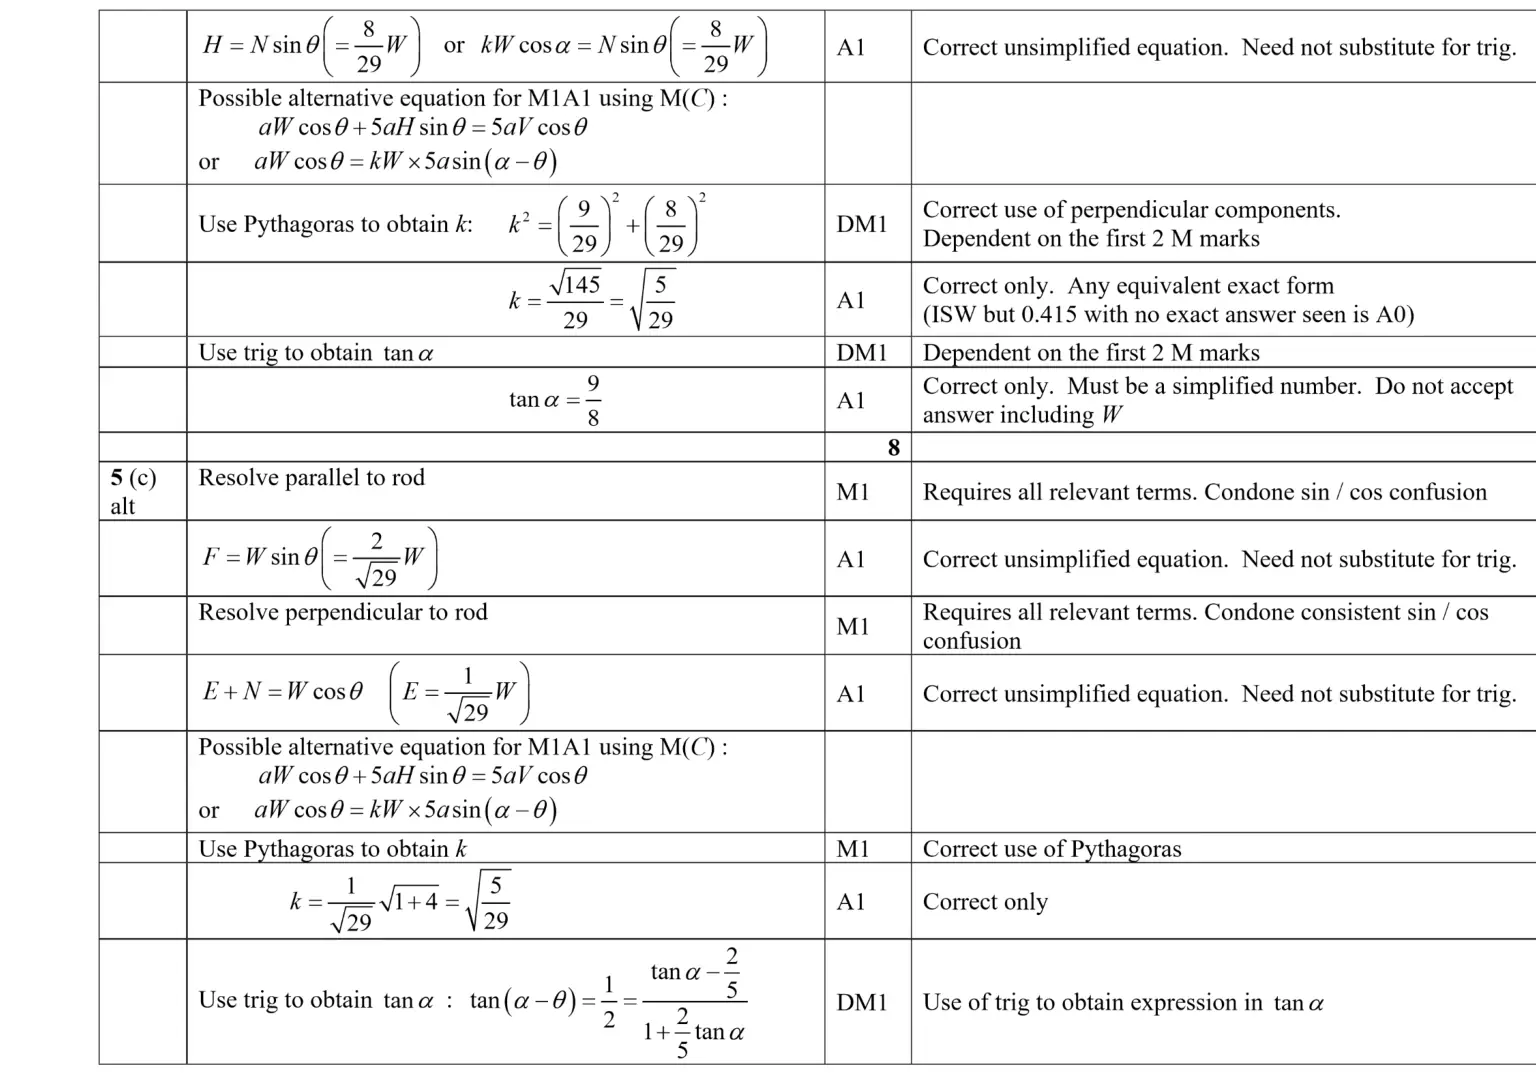 H = N sin θ (= 8/29 W) or kW cos α = N sin θ (= 8/29 W) A1 Correct unsimplified equation. Need not substitute for trig.
Possible alternative equation for M1A1 using M(C) :
aW cos θ + 5aH sin θ = 5aV cos θ
or aW cos θ = kW × 5a sin (α − θ)
Use Pythagoras to obtain k: k² = (9/29)² + (8/29)² DM1 Correct use of perpendicular components.
Dependent on the first 2 M marks
k = √145/29 = √(5/29) A1 Correct only. Any equivalent exact form
(ISW but 0.415 with no exact answer seen is A0)
Use trig to obtain tan α DM1 Dependent on the first 2 M marks
tan α = 9/8 A1 Correct only. Must be a simplified number. Do not accept
answer including W
8
5 (c)
alt
Resolve parallel to rod M1 Requires all relevant terms. Condone sin / cos confusion
F = W sin θ (= 2/√29 W) A1 Correct unsimplified equation. Need not substitute for trig.
Resolve perpendicular to rod M1 Requires all relevant terms. Condone consistent sin / cos
confusion
E + N = W cos θ (E = 1/√29 W) A1 Correct unsimplified equation. Need not substitute for trig.
Possible alternative equation for M1A1 using M(C) :
aW cos θ + 5aH sin θ = 5aV cos θ
or aW cos θ = kW × 5a sin (α − θ)
Use Pythagoras to obtain k M1 Correct use of Pythagoras
k = 1/√29 √(1+4) = √(5/29) A1 Correct only
Use trig to obtain tan α : tan (α − θ) = 1/2 = (tan α − 2/5)/(1 + 2/5 tan α) DM1 Use of trig to obtain expression in tan α